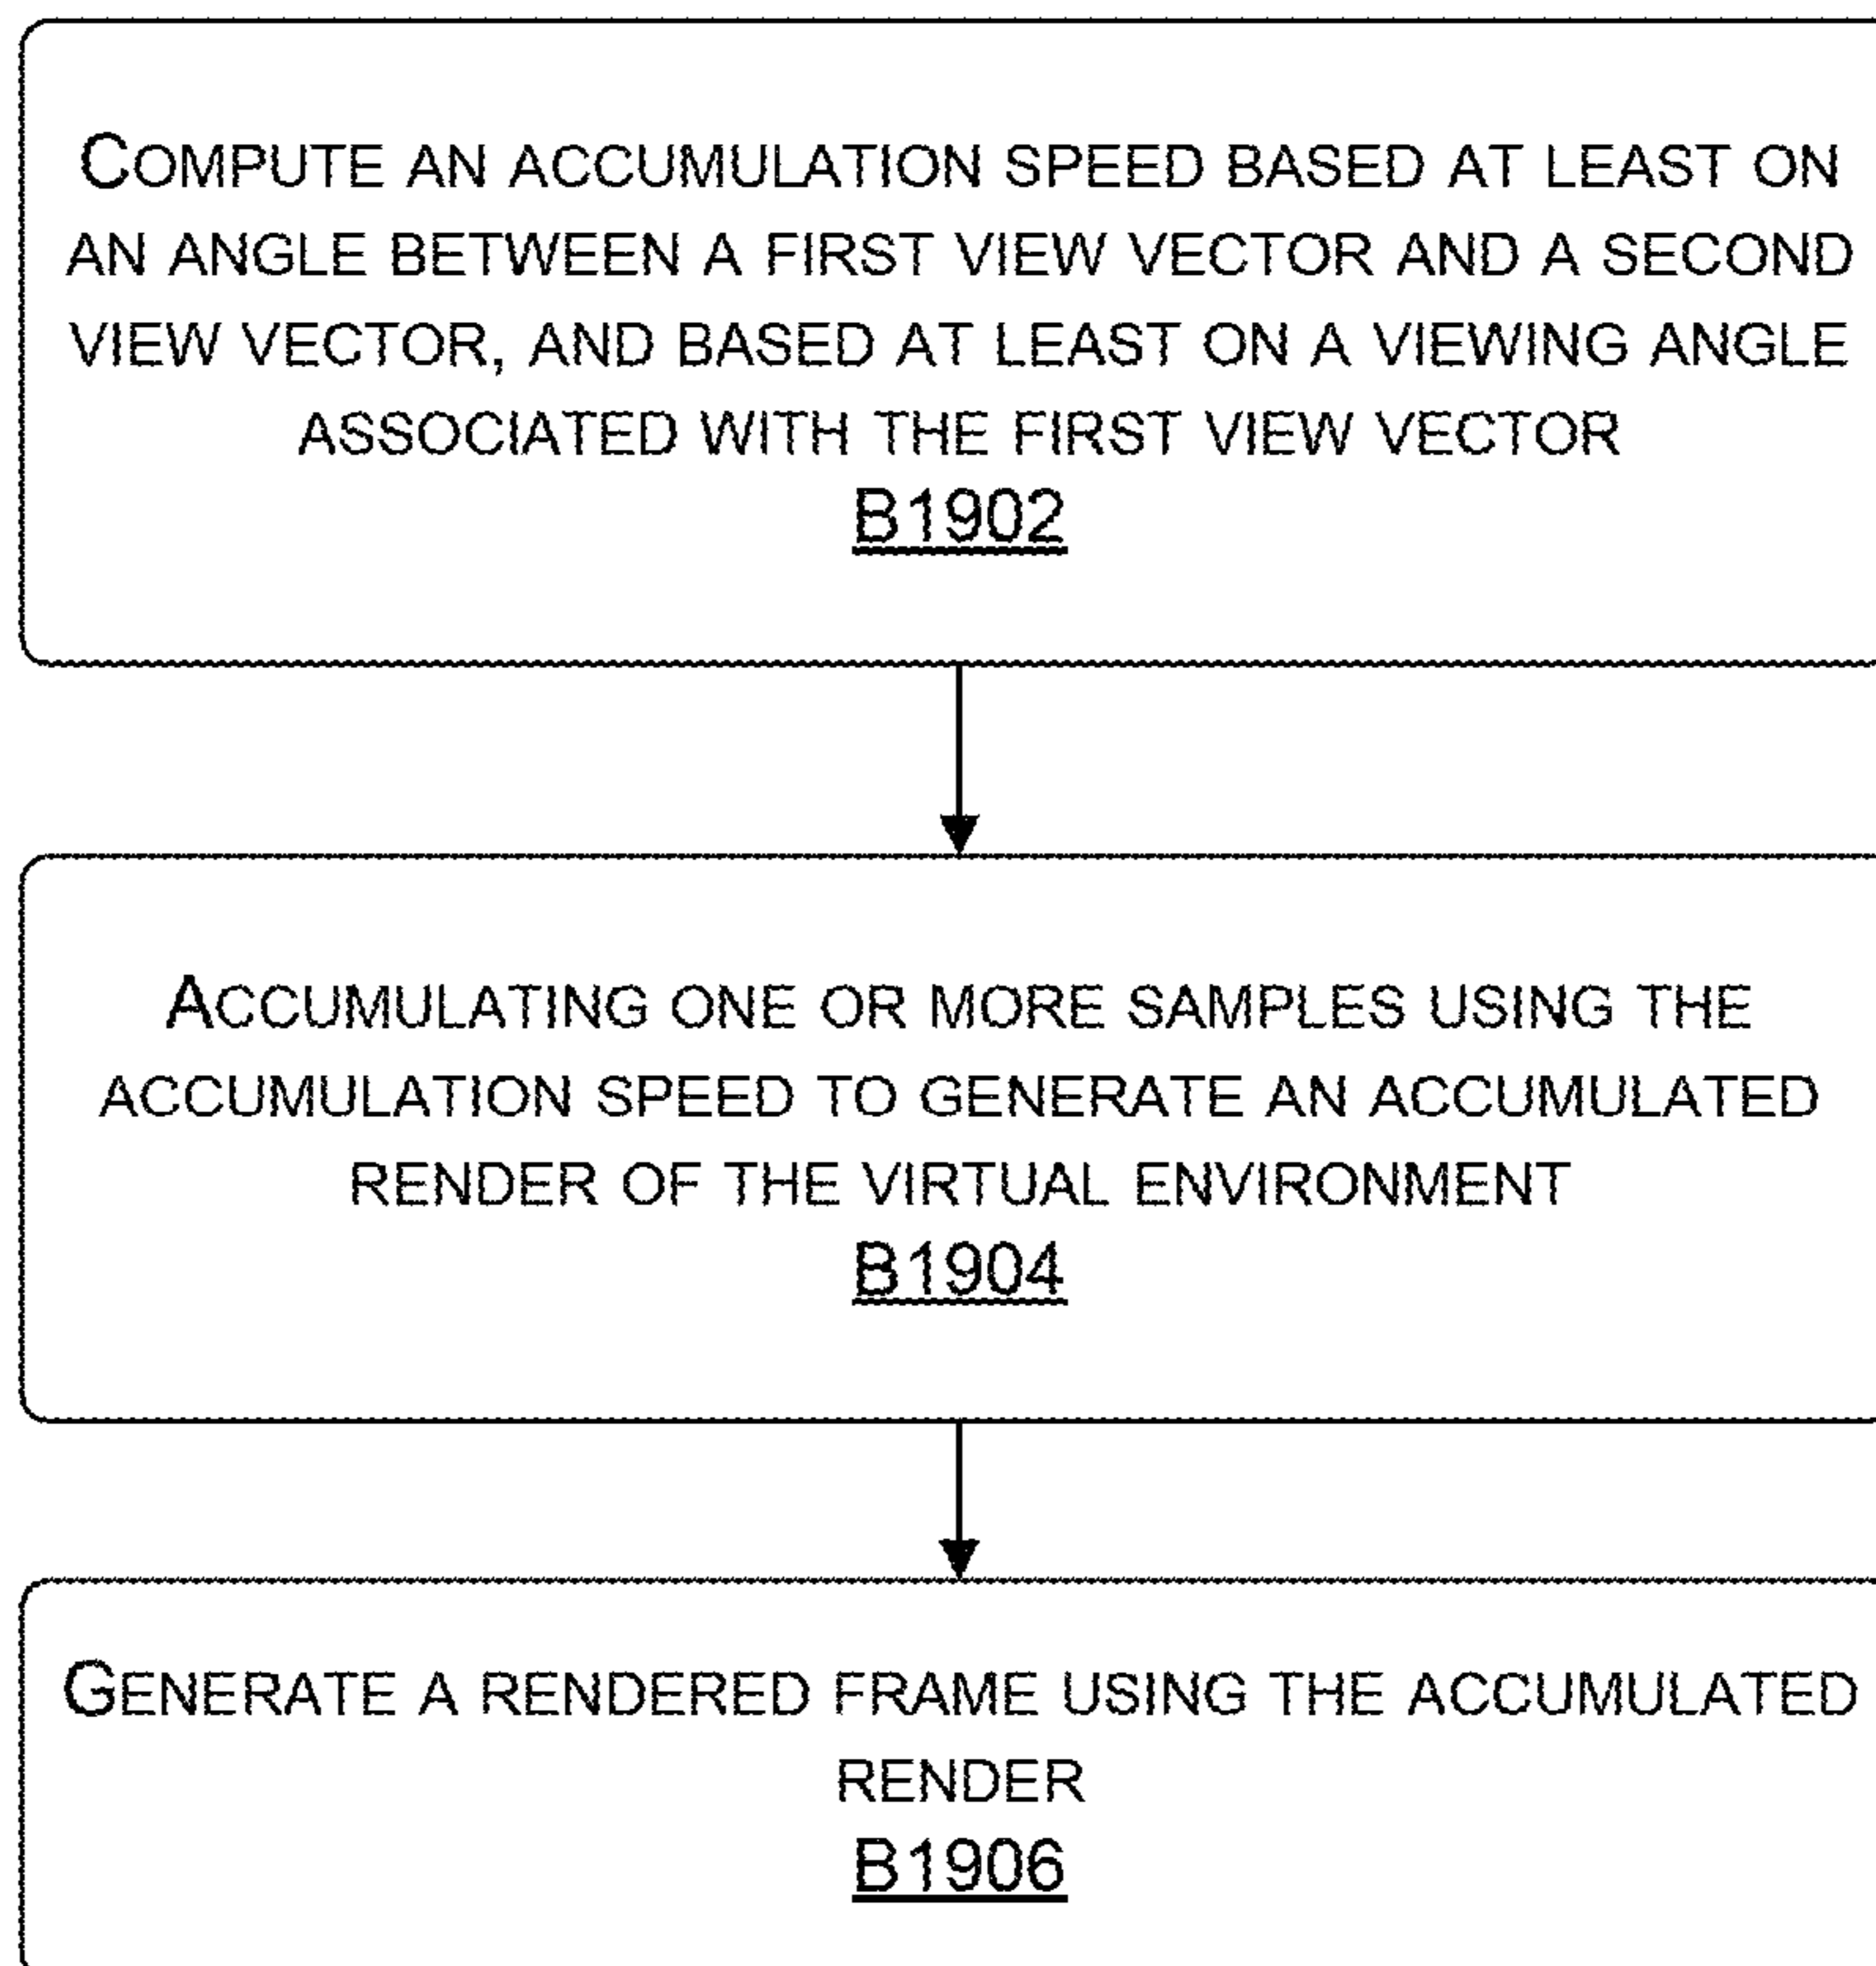 COMPUTE AN ACCUMULATION SPEED BASED AT LEAST ON
AN ANGLE BETWEEN A FIRST VIEW VECTOR AND A SECOND
VIEW VECTOR, AND BASED AT LEAST ON A VIEWING ANGLE
ASSOCIATED WITH THE FIRST VIEW VECTOR
B1902
ACCUMULATING ONE OR MORE SAMPLES USING THE
ACCUMULATION SPEED TO GENERATE AN ACCUMULATED
RENDER OF THE VIRTUAL ENVIRONMENT
B1904
GENERATE A RENDERED FRAME USING THE ACCUMULATED
RENDER
B1906